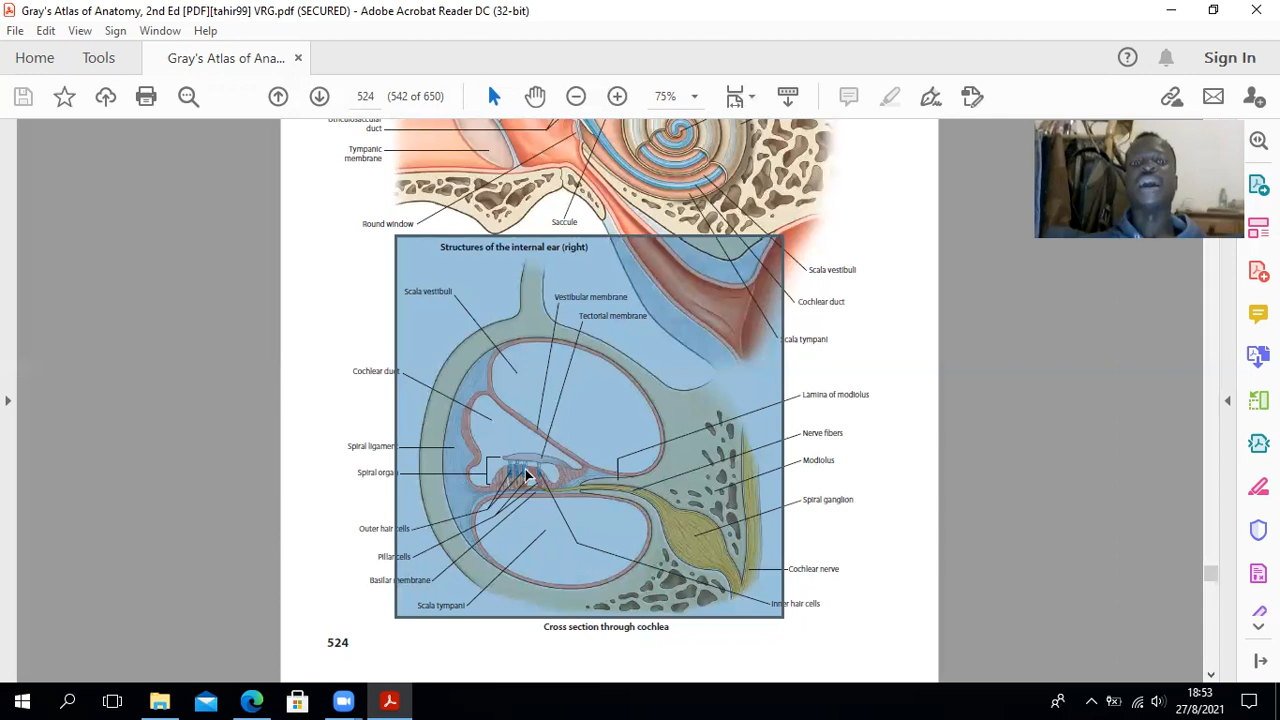 Gray's Atlas of Anatomy, 2nd Ed [PDF][tahir99] VRG.pdf (SECURED) - Adobe Acrobat Reader DC (32-bit)
File Edit View Sign Window Help
Home Tools Gray's Atlas of Ana... × Sign In
524 (542 of 650) 75%
duct
Tympanic
membrane
Round window
Saccule
Structures of the internal ear (right)
Scala vestibuli
Cochlear duct
Scala tympani
Scala vestibuli
Vestibular membrane
Tectorial membrane
Cochlear duct
Lamina of modiolus
Nerve fibers
Spiral ligament
Modiolus
Spiral organ
Spiral ganglion
Outer hair cells
Pillar cells
Cochlear nerve
Basilar membrane
Scala tympani
Inner hair cells
Cross section through cochlea
524
18:53
27/8/2021